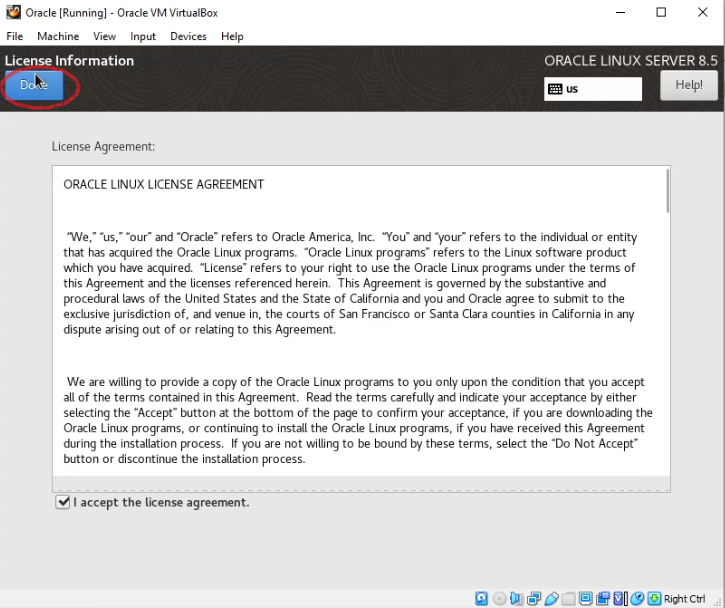 Oracle [Running] - Oracle VM VirtualBox
File Machine View Input Devices Help
License Information
ORACLE LINUX SERVER 8.5
Done
us
Help!
License Agreement:
ORACLE LINUX LICENSE AGREEMENT
“We,” “us,” “our” and “Oracle” refers to Oracle America, Inc. “You” and “your” refers to the individual or entity
that has acquired the Oracle Linux programs. “Oracle Linux programs” refers to the Linux software product
which you have acquired. “License” refers to your right to use the Oracle Linux programs under the terms of
this Agreement and the licenses referenced herein. This Agreement is governed by the substantive and
procedural laws of the United States and the State of California and you and Oracle agree to submit to the
exclusive jurisdiction of, and venue in, the courts of San Francisco or Santa Clara counties in California in any
dispute arising out of or relating to this Agreement.
We are willing to provide a copy of the Oracle Linux programs to you only upon the condition that you accept
all of the terms contained in this Agreement. Read the terms carefully and indicate your acceptance by either
selecting the “Accept” button at the bottom of the page to confirm your acceptance, if you are downloading the
Oracle Linux programs, or continuing to install the Oracle Linux programs, if you have received this Agreement
during the installation process. If you are not willing to be bound by these terms, select the “Do Not Accept”
button or discontinue the installation process.
I accept the license agreement.
Right Ctrl